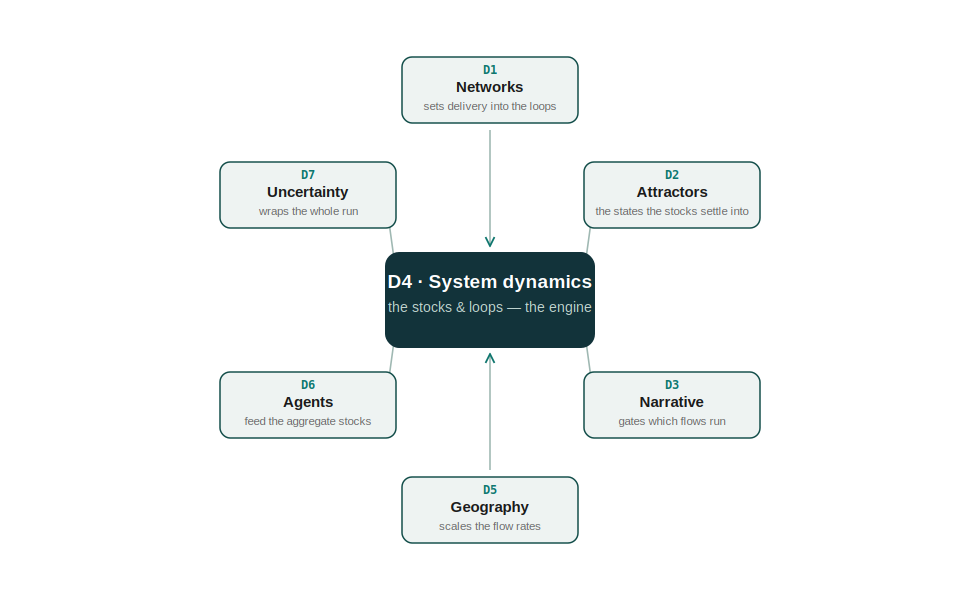 D1
Networks
sets delivery into the loops
D7
Uncertainty
wraps the whole run
D2
Attractors
the states the stocks settle into
D4 · System dynamics
the stocks & loops — the engine
D6
Agents
feed the aggregate stocks
D3
Narrative
gates which flows run
D5
Geography
scales the flow rates